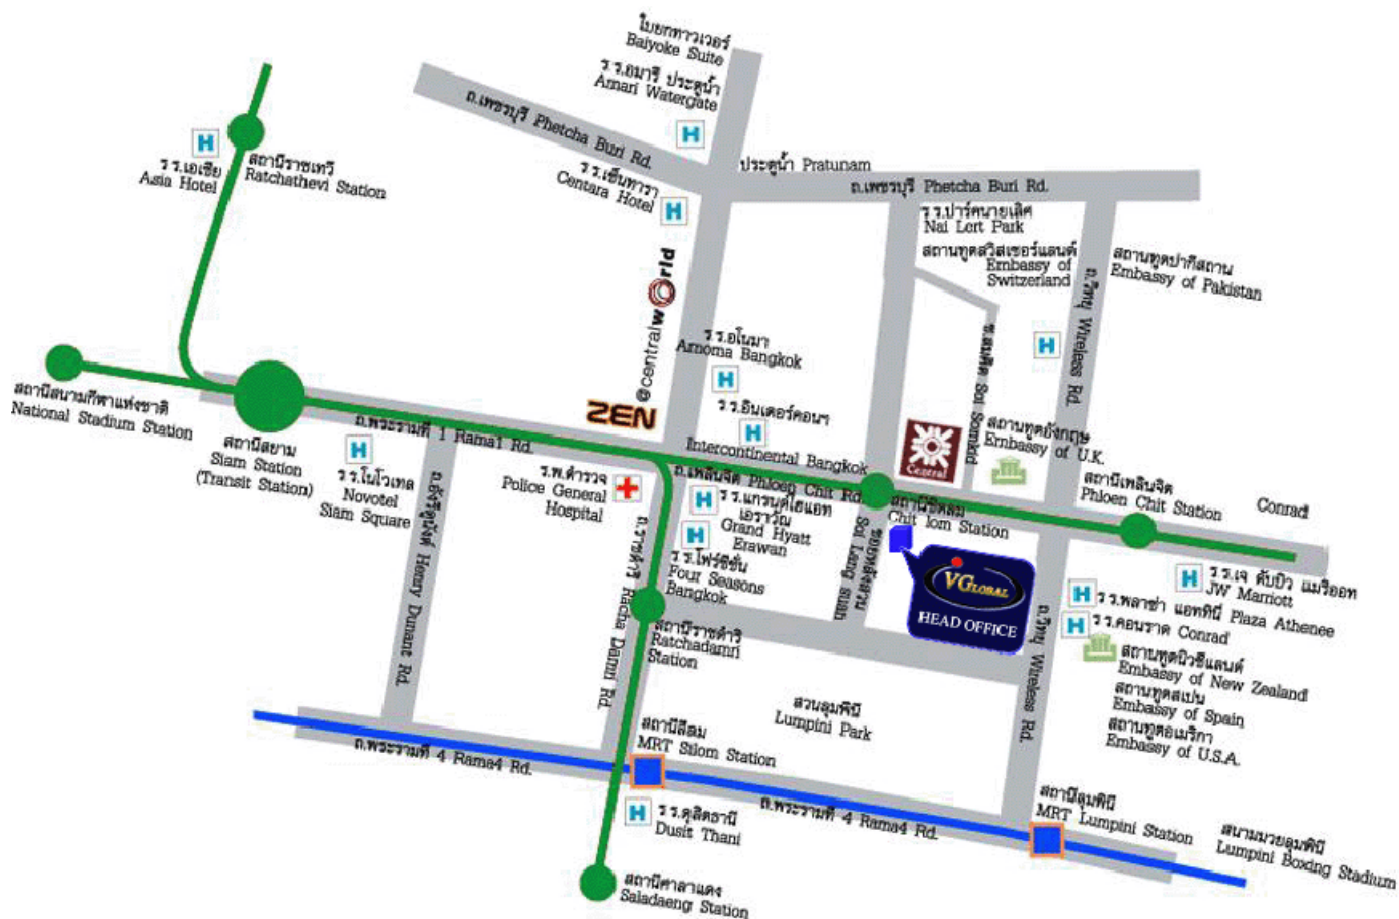 ใบยกทาวเวอร์
Baiyoke Suite
ร.ร.อมารี ประตูน้ำ
Amari Watergate
ถ.เพชรบุรี Phetcha Buri Rd.
H
สถานีราชเทวี
Ratchathevi Station
ร.ร.เอเชีย
Asia Hotel
ประตูน้ำ Pratunam
ถ.เพชรบุรี Phetcha Buri Rd.
ร.ร.เซ็นทารา
Centara Hotel
ร.ร.ปาร์คนายเลิศ
Nai Lert Park
สถานทูตสวิสเซอร์แลนด์
Embassy of
Switzerland
สถานทูตปากีสถาน
Embassy of Pakistan
ถ.วิทยุ Wireless Rd.
ซ.สมคิด Soi Somkid
@centralworld
ZEN
ร.ร.อโนมา
Arnoma Bangkok
ร.ร.อินเตอร์คอนฯ
Intercontinental Bangkok
Central
สถานทูตอังกฤษ
Embassy of U.K.
สถานีสนามกีฬาแห่งชาติ
National Stadium Station
สถานีสยาม
Siam Station
(Transit Station)
ถ.พระรามที่ 1 Rama1 Rd.
ร.ร.โนโวเทล
Novotel
Siam Square
ถ.อังรีดูนังต์ Henry Dunant Rd.
ร.พ.ตำรวจ
Police General
Hospital
ถ.เพลินจิต Phloen Chit Rd.
ร.ร.แกรนด์ไฮแอท
เอราวัณ
Grand Hyatt
Erawan
ร.ร.โฟร์ซีซั่น
Four Seasons
Bangkok
ถ.ราชดำริ Racha Damri Rd.
สถานีชิดลม
Chit lom Station
ซอยหลังสวน
Soi Lang suan
VGLOBAL
HEAD OFFICE
สถานีเพลินจิต
Phloen Chit Station
Conrad
ร.ร.เจ ดับบิว แมริออท
JW Marriott
ร.ร.พลาซ่า แอททินี Plaza Athenee
ร.ร.คอนราด Conrad
สถานทูตนิวซีแลนด์
Embassy of New Zealand
สถานทูตสเปน
Embassy of Spain
สถานทูตอเมริกา
Embassy of U.S.A.
ถ.วิทยุ Wireless Rd.
สถานีราชดำริ
Ratchadamri
Station
สวนลุมพินี
Lumpini Park
สถานีสีลม
MRT Silom Station
ถ.พระรามที่ 4 Rama4 Rd.
ถ.พระรามที่ 4 Rama4 Rd.
สถานีลุมพินี
MRT Lumpini Station
สนามมวยลุมพินี
Lumpini Boxing Stadium
ร.ร.ดุสิตธานี
Dusit Thani
สถานีศาลาแดง
Saladaeng Station